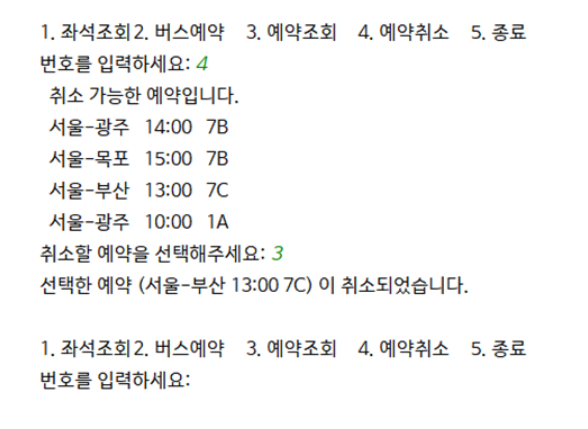 1. 좌석조회2. 버스예약 3. 예약조회 4. 예약취소 5. 종료
번호를 입력하세요: 4
취소 가능한 예약입니다.
서울-광주 14:00 7B
서울-목포 15:00 7B
서울-부산 13:00 7C
서울-광주 10:00 1A
취소할 예약을 선택해주세요: 3
선택한 예약 (서울-부산 13:00 7C) 이 취소되었습니다.
1. 좌석조회2. 버스예약 3. 예약조회 4. 예약취소 5. 종료
번호를 입력하세요: